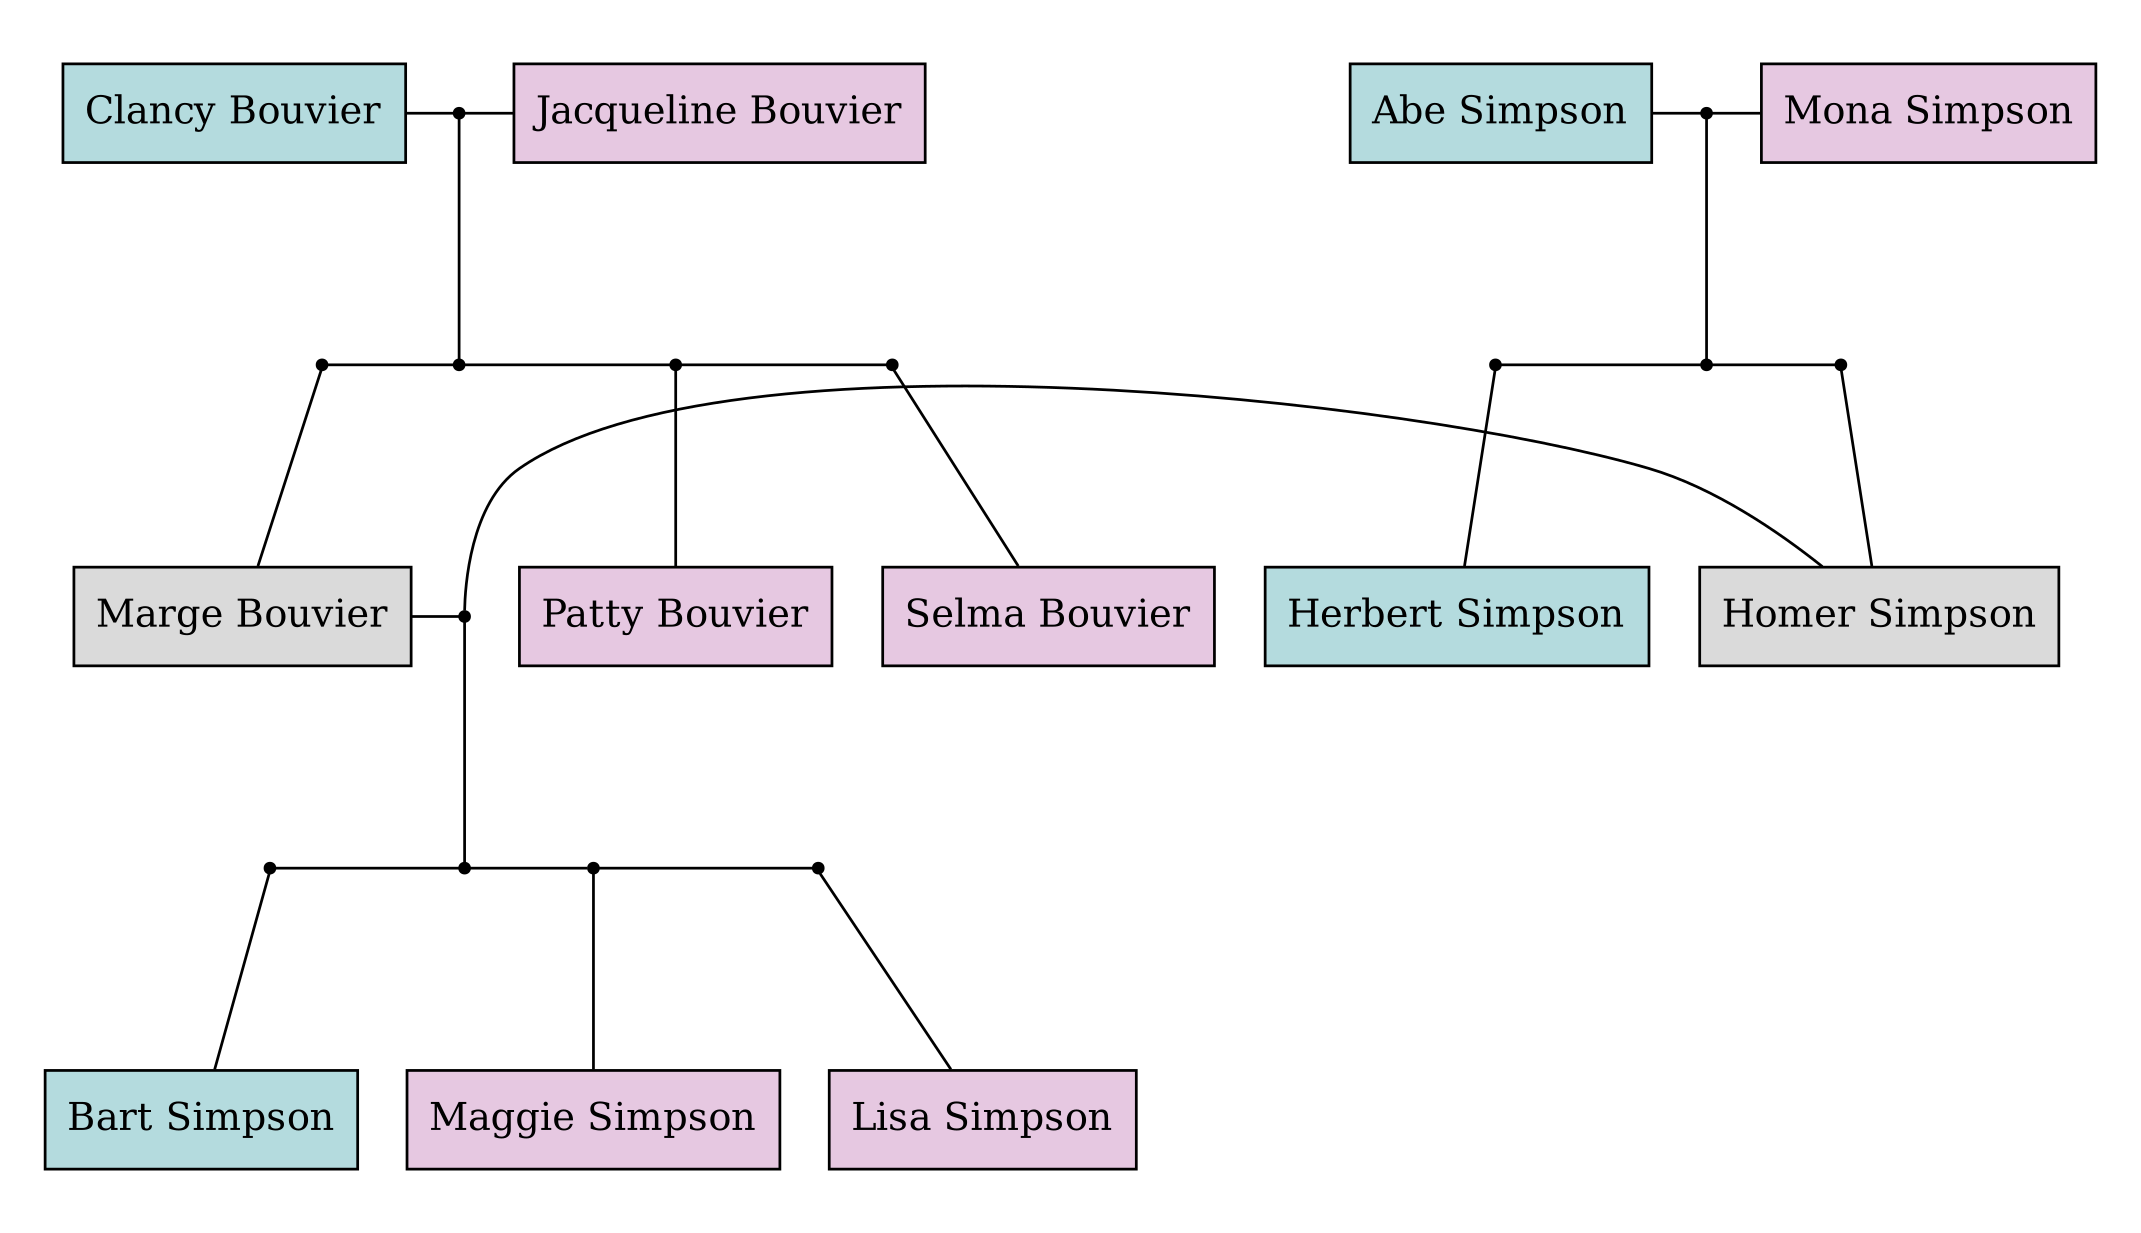 Clancy Bouvier
Jacqueline Bouvier
Abe Simpson
Mona Simpson
Marge Bouvier
Patty Bouvier
Selma Bouvier
Herbert Simpson
Homer Simpson
Bart Simpson
Maggie Simpson
Lisa Simpson